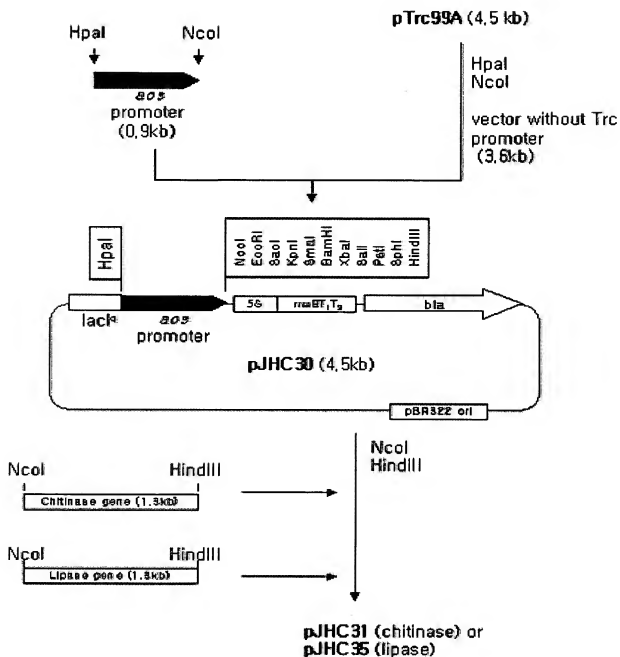 HpaI NcoI
aos
promoter
(0,9kb)
pTrc99A (4,5 kb)
HpaI
NcoI
vector without Trc
promoter
(3,6kb)
HpaI
NcoI
EcoRI
SacI
KpnI
SmaI
BamHI
XbaI
SalI
PstI
SphI
HindIII
lacIq
aos
promoter
5S
rrnBT₁T₂
bla
pJHC30 (4,5kb)
pBR322 ori
NcoI
HindIII
NcoI HindIII
Chitinase gene (1.3kb)
NcoI HindIII
Lipase gene (1.8kb)
pJHC31 (chitinase) or
pJHC35 (lipase)